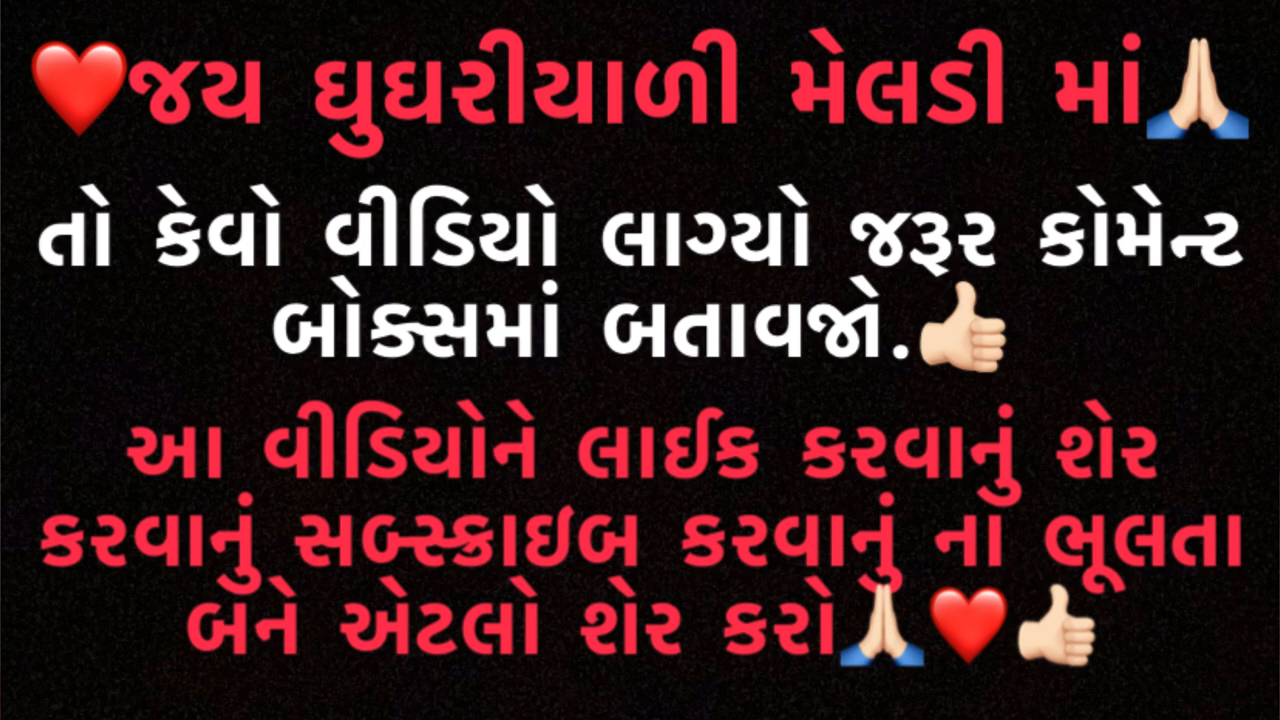 ❤️જય ઘુઘરીયાળી મેલડી માં🙏🏻
તો કેવો વીડિયો લાગ્યો જરૂર કોમેન્ટ
બોક્સમાં બતાવજો.👍🏻
આ વીડિયોને લાઈક કરવાનું શેર
કરવાનું સબ્સ્ક્રાઇબ કરવાનું ના ભૂલતા
બને એટલો શેર કરો🙏🏻❤️👍🏻